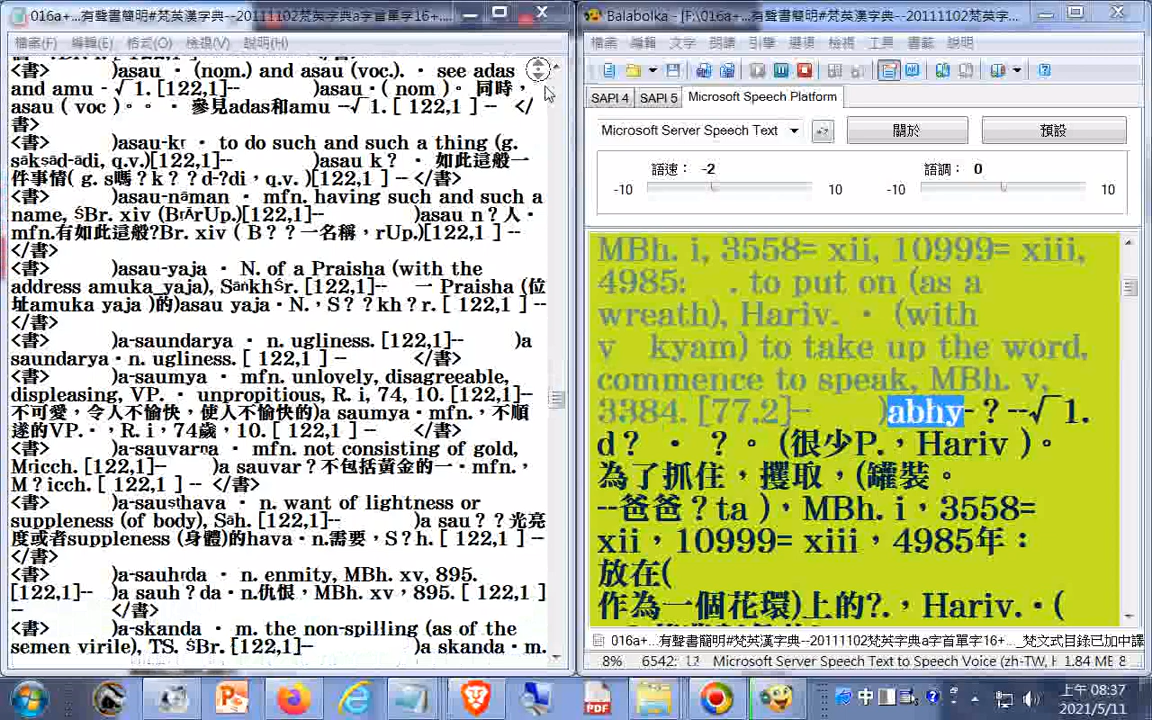 016a+...有聲書簡明#梵英漢字典--20111102梵英字典a字首單字16+...
檔案(F) 編輯(E) 格式(O) 檢視(V) 說明(H)
<書> )asau · (nom.) and asau (voc.). · see adas
and amu - √ 1. [122,1]-- )asau · ( nom )。 同時，
asau ( voc )。。 · 參見adas和amu --√ 1. [ 122,1 ] -- </
書>
<書> )asau-kṛ · to do such and such a thing (g.
sākṣād-ādi, q.v.)[122,1]-- )asau k？ · 如此這般一
件事情( g. s嗎？k？？d-?di，q.v. )[ 122,1 ] -- </書>
<書> )asau-nāman · mfn. having such and such a
name, ŚBr. xiv (BṛĀrUp.)[122,1]-- )asau n？人 ·
mfn.有如此這般?Br. xiv ( B？？一名稱，rUp.)[122,1 ] --
</書>
<書> )asau-yaja · N. of a Praisha (with the
address amuka yaja), ŚāṅkhŚr. [122,1]-- 一 Praisha (位
址amuka yaja )的)asau yaja · N.，S？？kh？r. [ 122,1 ] --
</書>
<書> )a-saundarya · n. ugliness. [122,1]-- )a
saundarya · n. ugliness. [ 122,1 ] -- </書>
<書> )a-saumya · mfn. unlovely, disagreeable,
displeasing, VP. · unpropitious, R. i, 74, 10. [122,1]--
不可愛，令人不愉快，使人不愉快的)a saumya · mfn.，不順
遂的VP. ·，R. i，74歲，10. [ 122,1 ] -- </書>
<書> )a-sauvarṇa · mfn. not consisting of gold,
Mṛicch. [122,1]-- )a sauvar？不包括黃金的一 · mfn.，
M？icch. [ 122,1 ] -- </書>
<書> )a-sauṣṭhava · n. want of lightness or
suppleness (of body), Sāh. [122,1]-- )a sau？？光亮
度或者suppleness (身體)的hava · n.需要，S？h. [ 122,1 ] --
</書>
<書> )a-sauhṛda · n. enmity, MBh. xv, 895.
[122,1]-- )a sauh？da · n.仇恨，MBh. xv，895. [ 122,1 ]
-- </書>
<書> )a-skanda · m. the non-spilling (as of the
semen virile), TS. ŚBr. [122,1]-- )a skanda · m.
Balabolka - [F:\016a+...有聲書簡明#梵英漢字典--20111102梵英字...
檔案 編輯 文字 朗讀 引擎 選項 檢視 工具 書籤 說明
SAPI 4 SAPI 5 Microsoft Speech Platform
Microsoft Server Speech Text 關於 預設
語速： -2 語調： 0
-10 10 -10 10
MBh. i, 3558= xii, 10999= xiii,
4985: . to put on (as a
wreath), Hariv. · (with
v kyam) to take up the word,
commence to speak, MBh. v,
3384. [77,2]-- )abhy-？--√ 1.
d？ · ？。 (很少P.，Hariv )。
為了抓住，攫取，(罐裝。
--爸爸？ta )，MBh. i，3558=
xii，10999= xiii，4985年：
放在(
作為一個花環)上的?.，Hariv. · (
016a+...有聲書簡明#梵英漢字典--20111102梵英字典a字首單字16+..._梵文式目錄已加中譯
8% 6542: Microsoft Server Speech Text to Speech Voice (zh-TW, 1.84 MB
中 上午 08:37
2021/5/11